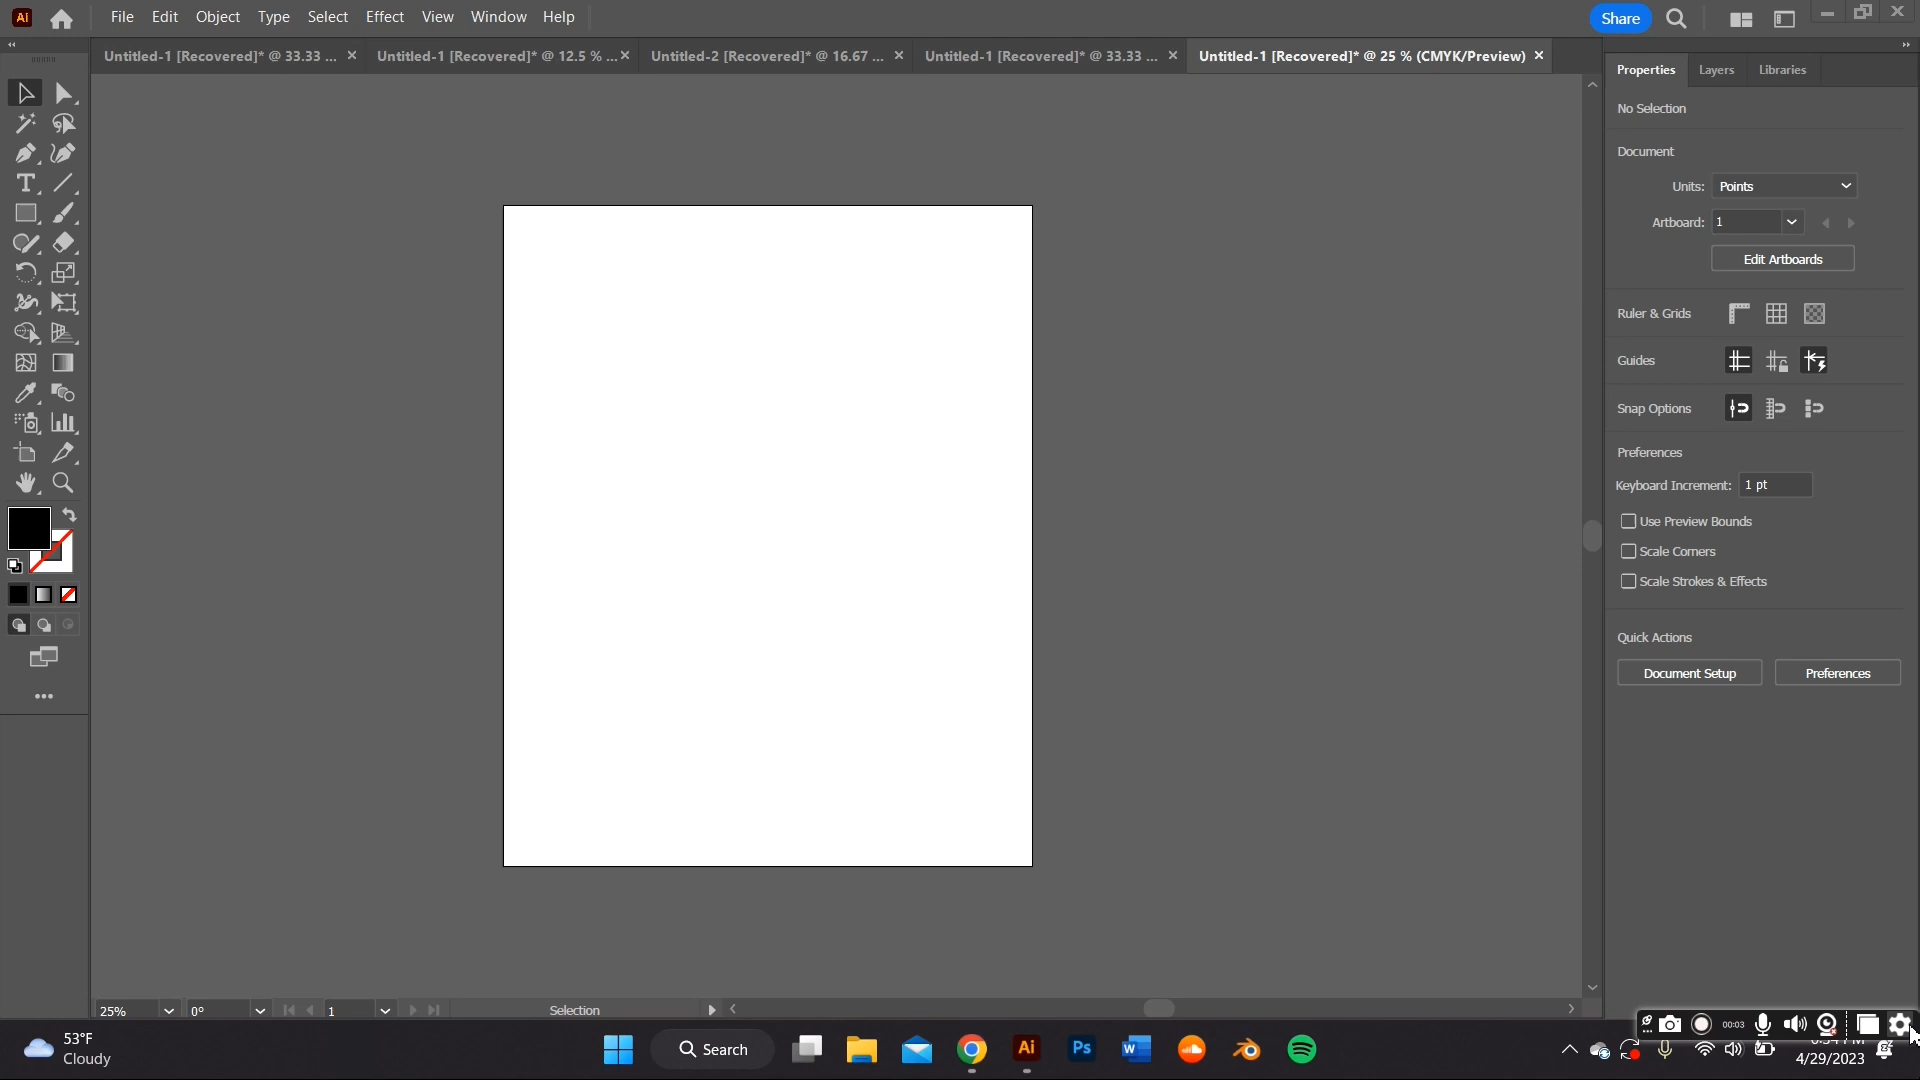 Ai File Edit Object Type Select Effect View Window Help Share
Untitled-1 [Recovered]* @ 33.33 ... Untitled-1 [Recovered]* @ 12.5 % ... Untitled-2 [Recovered]* @ 16.67 ... Untitled-1 [Recovered]* @ 33.33 ... Untitled-1 [Recovered]* @ 25 % (CMYK/Preview)
Properties Layers Libraries
No Selection
Document
Units: Points
Artboard: 1
Edit Artboards
Ruler & Grids
Guides
Snap Options
Preferences
Keyboard Increment: 1 pt
Use Preview Bounds
Scale Corners
Scale Strokes & Effects
Quick Actions
Document Setup Preferences
25% 0° 1 Selection
00:03
53°F
Cloudy
Search
Ai
Ps
W
4/29/2023